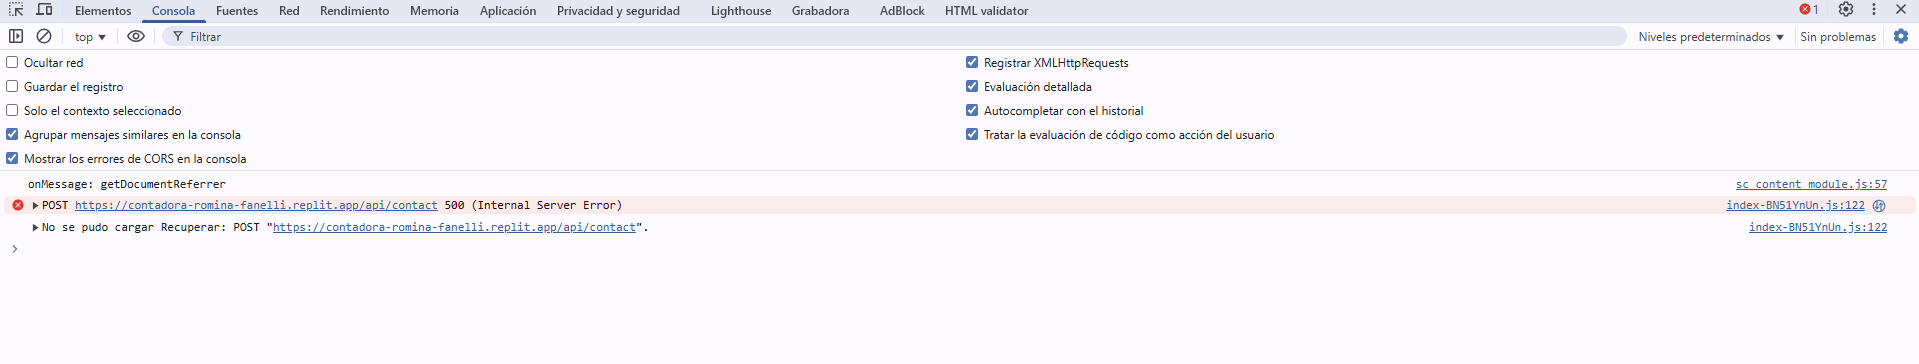 Elementos Consola Fuentes Red Rendimiento Memoria Aplicación Privacidad y seguridad Lighthouse Grabadora AdBlock HTML validator 1
top Filtrar Niveles predeterminados Sin problemas
Ocultar red Registrar XMLHttpRequests
Guardar el registro Evaluación detallada
Solo el contexto seleccionado Autocompletar con el historial
Agrupar mensajes similares en la consola Tratar la evaluación de código como acción del usuario
Mostrar los errores de CORS en la consola
onMessage: getDocumentReferrer sc_content_module.js:57
POST https://contadora-romina-fanelli.replit.app/api/contact 500 (Internal Server Error) index-BN51YnUn.js:122
No se pudo cargar Recuperar: POST "https://contadora-romina-fanelli.replit.app/api/contact". index-BN51YnUn.js:122